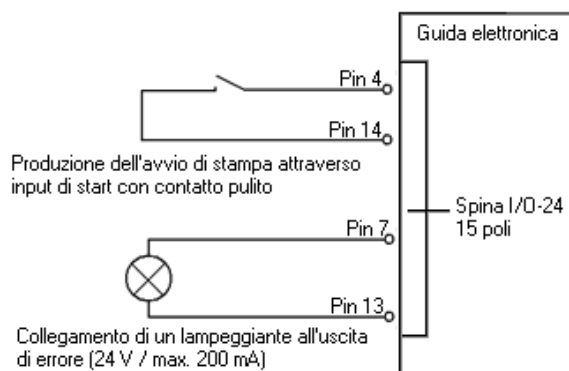 Guida elettronica
Pin 4
Pin 14
Produzione dell'avvio di stampa attraverso
input di start con contatto pulito
Pin 7
Spina I/O-24
15 poli
Pin 13
Collegamento di un lampeggiante all'uscita
di errore (24 V / max. 200 mA)